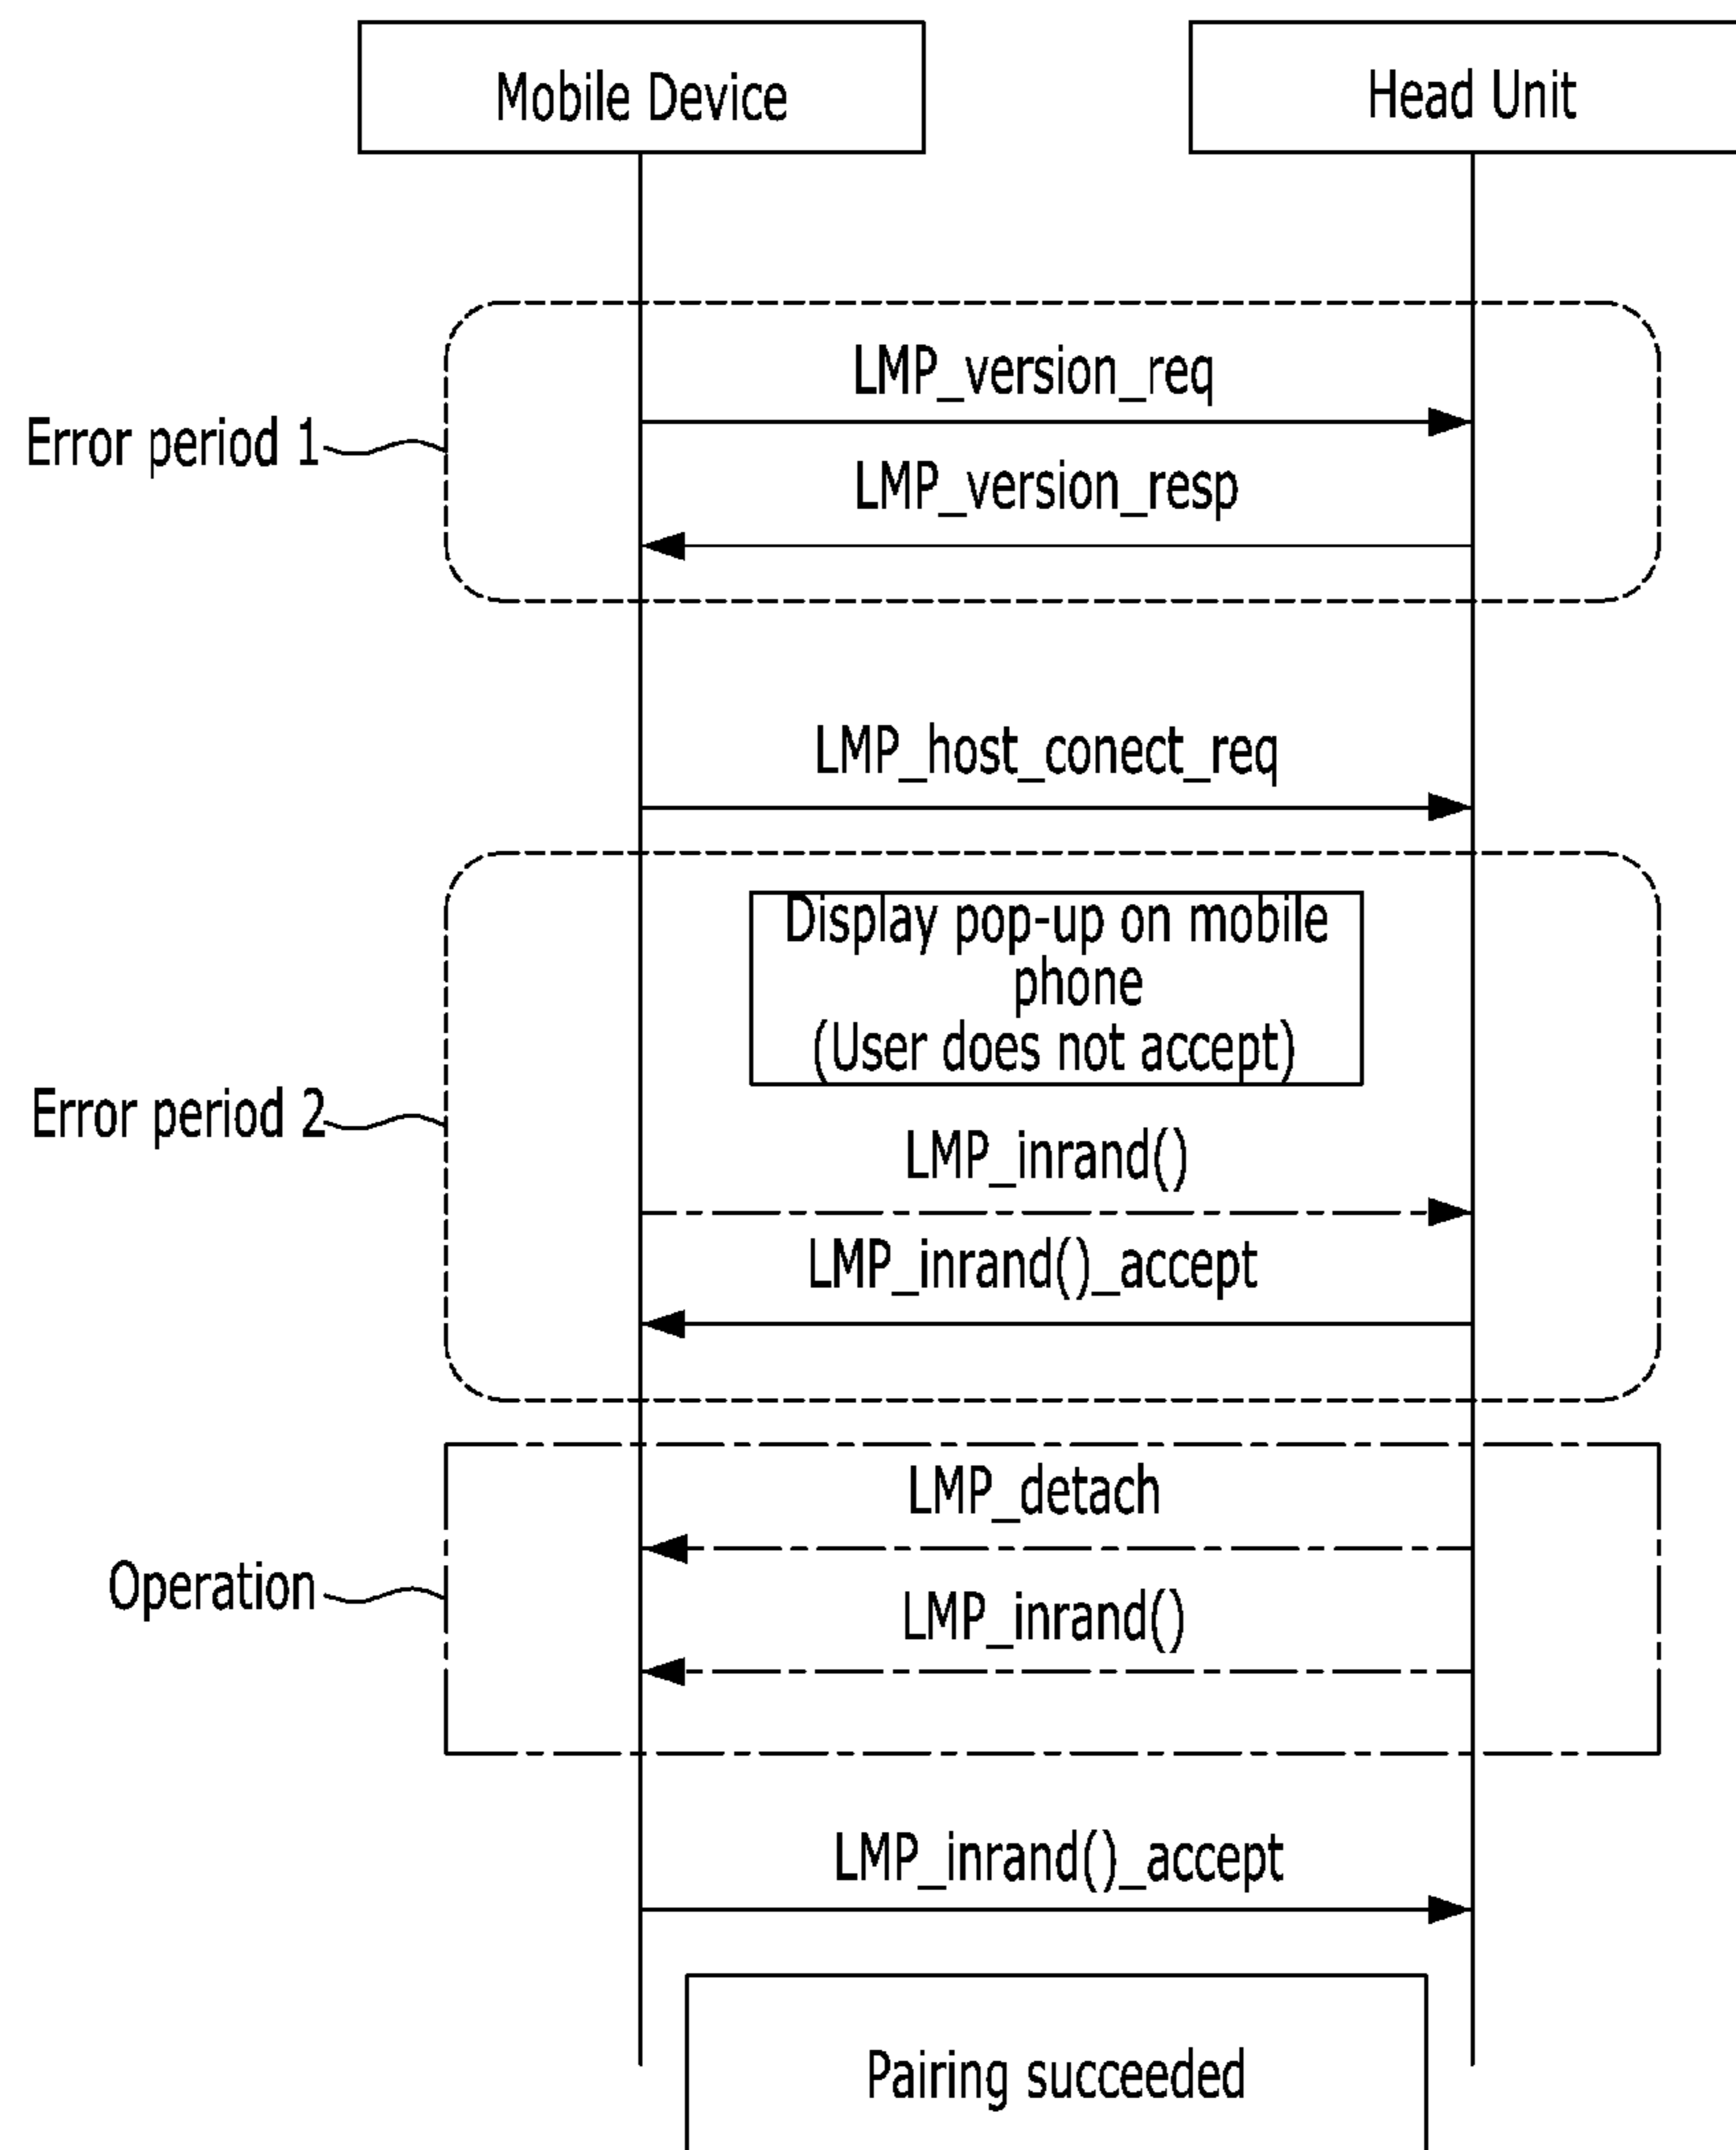 Mobile Device
Head Unit
LMP_version_req
Error period 1
LMP_version_resp
LMP_host_conect_req
Display pop-up on mobile
phone
(User does not accept)
Error period 2
LMP_inrand()
LMP_inrand()_accept
LMP_detach
Operation
LMP_inrand()
LMP_inrand()_accept
Pairing succeeded